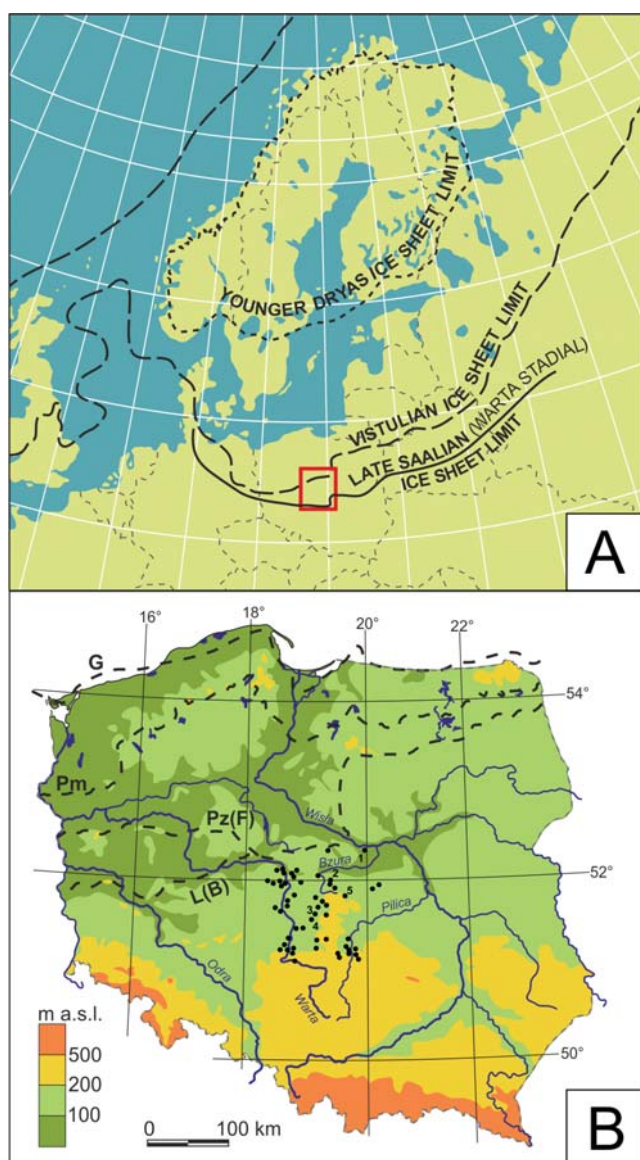 YOUNGER DRYAS ICE SHEET LIMIT
VISTULIAN ICE SHEET LIMIT
LATE SAALIAN (WARTA STADIAL)
ICE SHEET LIMIT
A
16°
18°
20°
22°
G
54°
Pm
Wisła
Pz(F)
1
Bzura
2
52°
L(B)
5
3
Pilica
4
Odra
Warta
m a.s.l.
500
200
100
50°
0
100 km
B